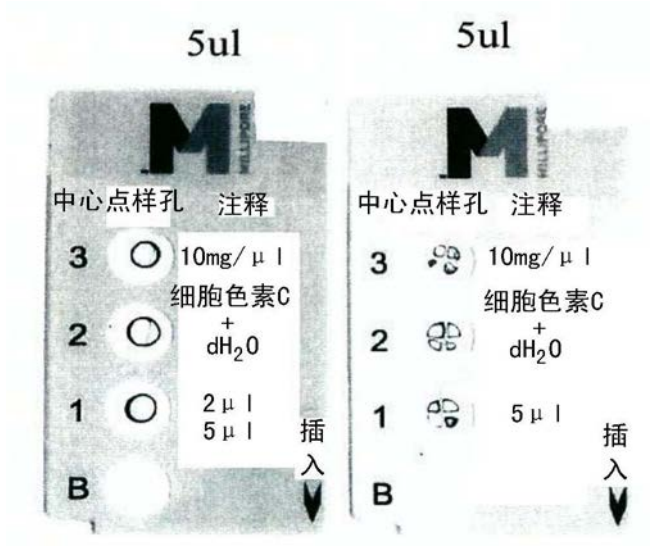 5ul
MILLIPORE
中心点样孔 注释
3 10mg/μl
细胞色素C
+
2 dH₂O
1 2μl
5μl
插
入
B
5ul
MILLIPORE
中心点样孔 注释
3 10mg/μl
细胞色素C
+
2 dH₂O
1 5μl
插
入
B